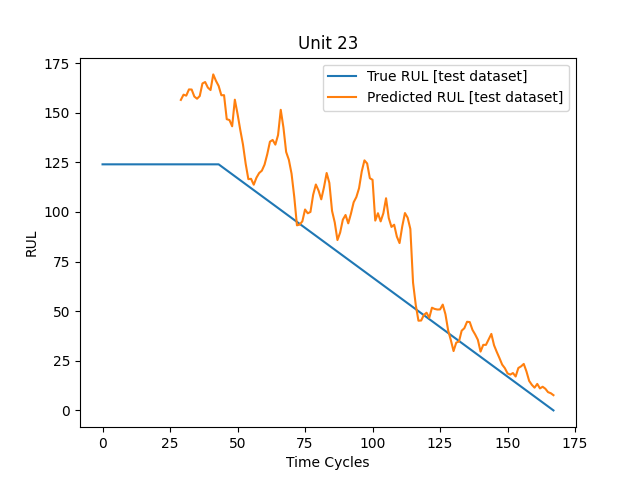 Unit 23
True RUL [test dataset]
Predicted RUL [test dataset]
RUL
175
150
125
100
75
50
25
0
0 25 50 75 100 125 150 175
Time Cycles